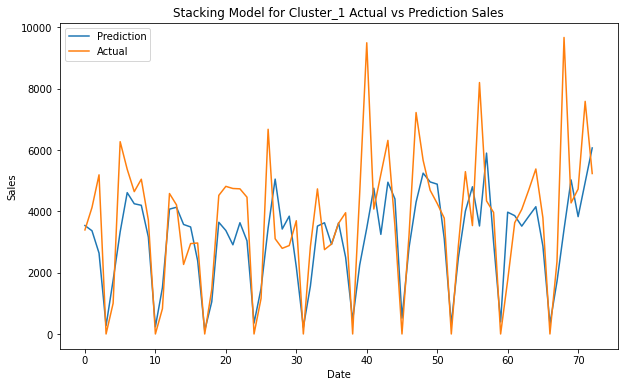 Stacking Model for Cluster_1 Actual vs Prediction Sales
Prediction
Actual
10000
8000
6000
4000
2000
0
Sales
0 10 20 30 40 50 60 70
Date